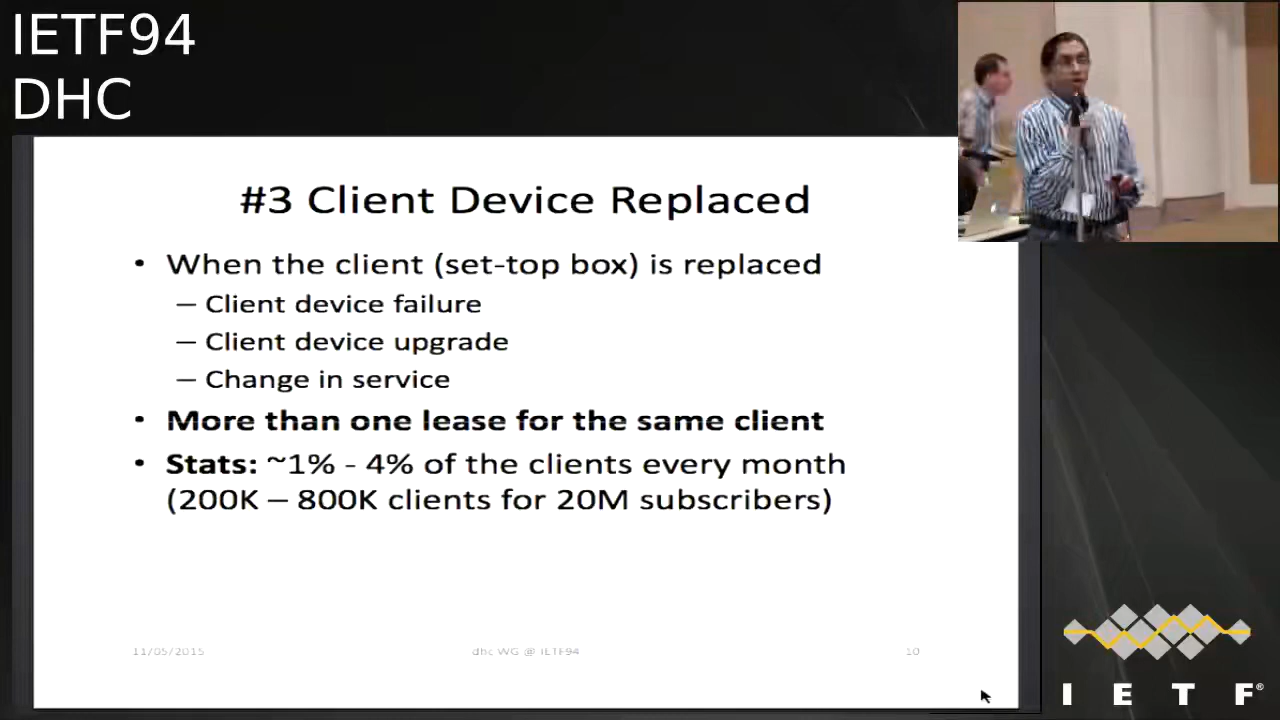 IETF94
DHC
#3 Client Device Replaced
• When the client (set-top box) is replaced
– Client device failure
– Client device upgrade
– Change in service
• More than one lease for the same client
• Stats: ~1% - 4% of the clients every month
(200K – 800K clients for 20M subscribers)
11/05/2015
dhc WG @ IETF94
10
I E T F®